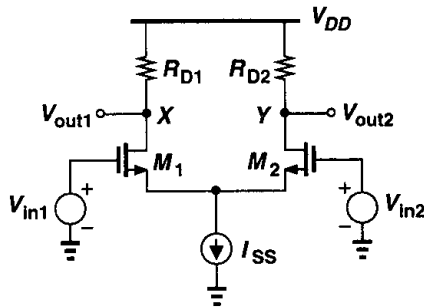 V_DD
R_D1 R_D2
V_out1 X Y V_out2
M_1 M_2
V_in1 + - V_in2 + -
I_SS